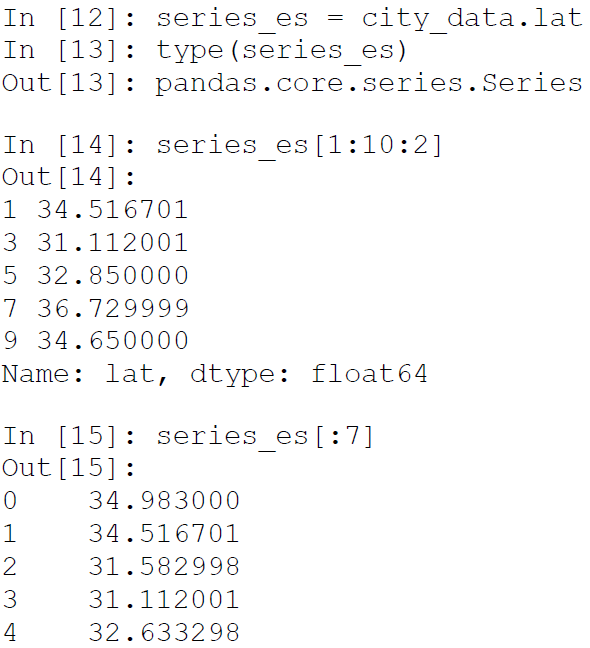 In [12]: series_es = city_data.lat
In [13]: type(series_es)
Out[13]: pandas.core.series.Series
In [14]: series_es[1:10:2]
Out[14]:
1 34.516701
3 31.112001
5 32.850000
7 36.729999
9 34.650000
Name: lat, dtype: float64
In [15]: series_es[:7]
Out[15]:
0    34.983000
1    34.516701
2    31.582998
3    31.112001
4    32.633298